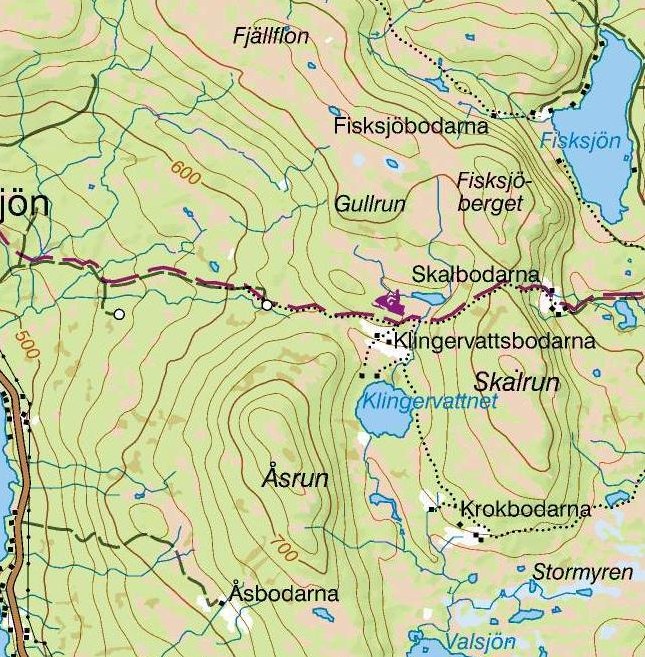 Fjällflon
Fisksjöbodarna
Fisksjön
600
jön
Gullrun
Fisksjö-
berget
Skalbodarna
500
Klingervattsbodarna
Skalrun
Klingervattnet
Åsrun
Krokbodarna
700
Stormyren
Åsbodarna
Valsjön